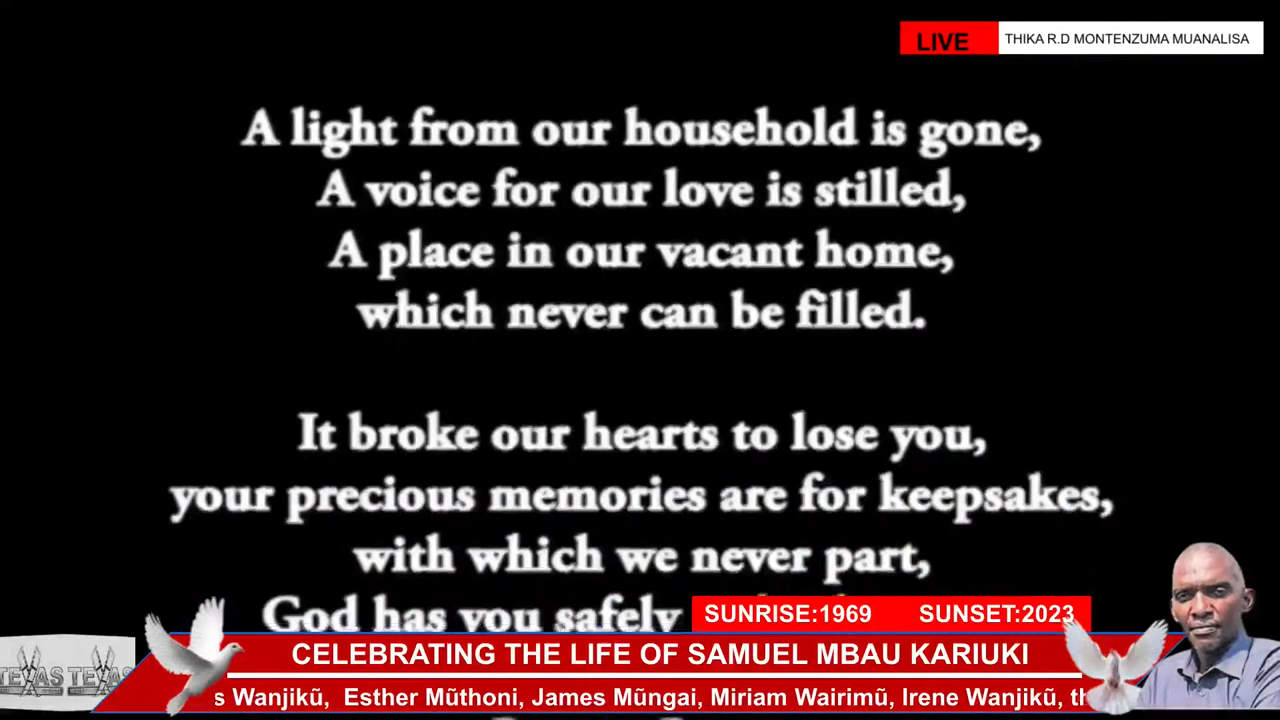 LIVE THIKA R.D MONTENZUMA MUANALISA
A light from our household is gone,
A voice for our love is stilled,
A place in our vacant home,
which never can be filled.
It broke our hearts to lose you,
your precious memories are for keepsakes,
with which we never part,
God has you safely
SUNRISE:1969 SUNSET:2023
TEXAS TEXAS
CELEBRATING THE LIFE OF SAMUEL MBAU KARIUKI
s Wanjikũ, Esther Mũthoni, James Mũngai, Miriam Wairimũ, Irene Wanjikũ, th